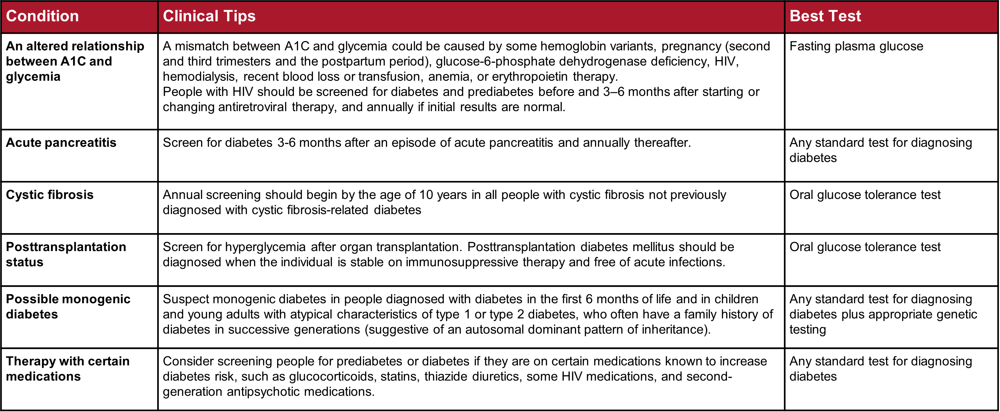 Condition
Clinical Tips
Best Test
An altered relationship
between A1C and
glycemia
A mismatch between A1C and glycemia could be caused by some hemoglobin variants, pregnancy (second
and third trimesters and the postpartum period), glucose-6-phosphate dehydrogenase deficiency, HIV,
hemodialysis, recent blood loss or transfusion, anemia, or erythropoietin therapy.
People with HIV should be screened for diabetes and prediabetes before and 3–6 months after starting or
changing antiretroviral therapy, and annually if initial results are normal.
Fasting plasma glucose
Acute pancreatitis
Screen for diabetes 3-6 months after an episode of acute pancreatitis and annually thereafter.
Any standard test for diagnosing
diabetes
Cystic fibrosis
Annual screening should begin by the age of 10 years in all people with cystic fibrosis not previously
diagnosed with cystic fibrosis-related diabetes
Oral glucose tolerance test
Posttransplantation
status
Screen for hyperglycemia after organ transplantation. Posttransplantation diabetes mellitus should be
diagnosed when the individual is stable on immunosuppressive therapy and free of acute infections.
Oral glucose tolerance test
Possible monogenic
diabetes
Suspect monogenic diabetes in people diagnosed with diabetes in the first 6 months of life and in children
and young adults with atypical characteristics of type 1 or type 2 diabetes, who often have a family history of
diabetes in successive generations (suggestive of an autosomal dominant pattern of inheritance).
Any standard test for diagnosing
diabetes plus appropriate genetic
testing
Therapy with certain
medications
Consider screening people for prediabetes or diabetes if they are on certain medications known to increase
diabetes risk, such as glucocorticoids, statins, thiazide diuretics, some HIV medications, and second-
generation antipsychotic medications.
Any standard test for diagnosing
diabetes